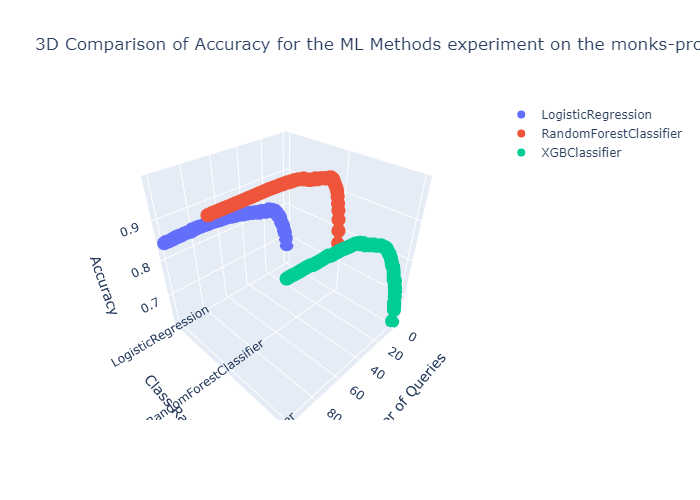 3D Comparison of Accuracy for the ML Methods experiment on the monks-pro
LogisticRegression
RandomForestClassifier
XGBClassifier
0.9
0.8
0.7
Accuracy
LogisticRegression
RandomForestClassifier
0
20
40
60
80
of Queries